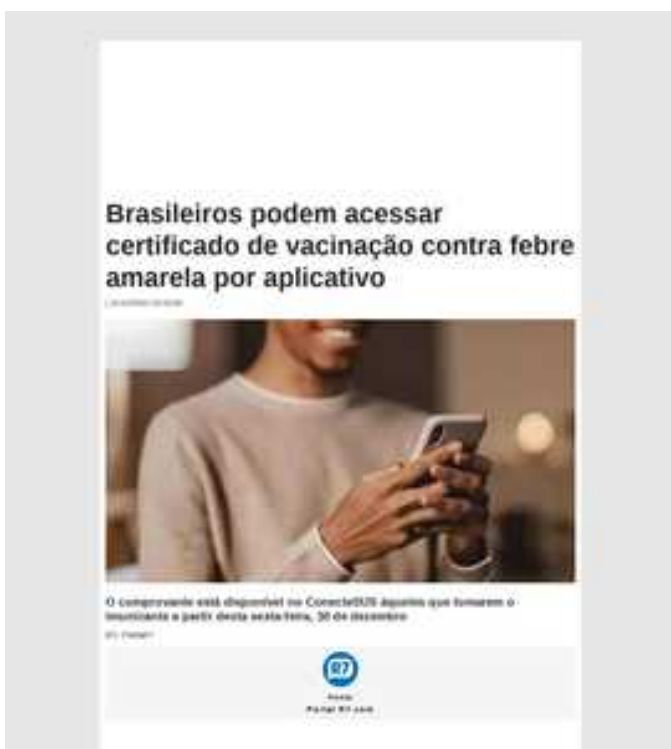 Brasileiros podem acessar
certificado de vacinação contra febre
amarela por aplicativo
O comprovante está disponível no ConecteSUS àqueles que tomarem o
imunizante a partir desta sexta-feira, 30 de dezembro
R7
Fonte
Portal R7.com